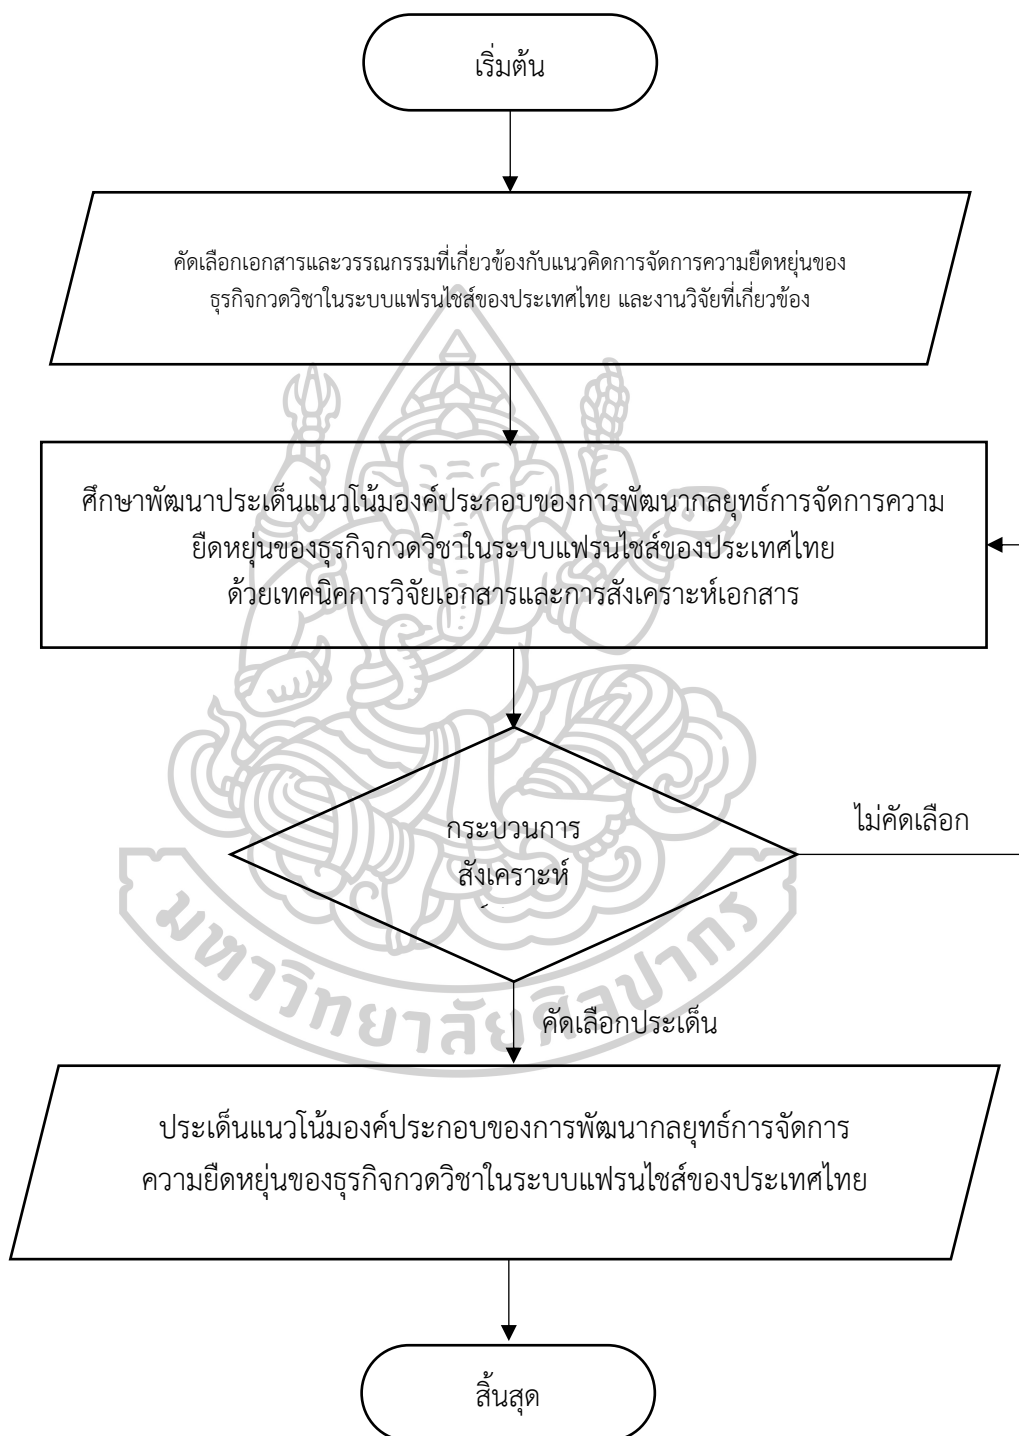 เริ่มต้น
คัดเลือกเอกสารและวรรณกรรมที่เกี่ยวข้องกับแนวคิดการจัดการความยืดหยุ่นของ
ธุรกิจกวดวิชาในระบบแฟรนไชส์ของประเทศไทย และงานวิจัยที่เกี่ยวข้อง
ศึกษาพัฒนาประเด็นแนวโน้มองค์ประกอบของการพัฒนากลยุทธ์การจัดการความ
ยืดหยุ่นของธุรกิจกวดวิชาในระบบแฟรนไชส์ของประเทศไทย
ด้วยเทคนิคการวิจัยเอกสารและการสังเคราะห์เอกสาร
กระบวนการ
สังเคราะห์
ไม่คัดเลือก
คัดเลือกประเด็น
มหาวิทยาลัยศิลปากร
ประเด็นแนวโน้มองค์ประกอบของการพัฒนากลยุทธ์การจัดการ
ความยืดหยุ่นของธุรกิจกวดวิชาในระบบแฟรนไชส์ของประเทศไทย
สิ้นสุด